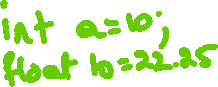 int a=10;
float b=22.25